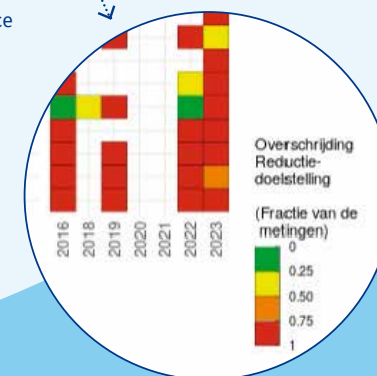 ce
2016
2018
2019
2020
2021
2022
2023
Overschrijding
Reductie-
doelstelling
(Fractie van de
metingen)
0
0.25
0.50
0.75
1